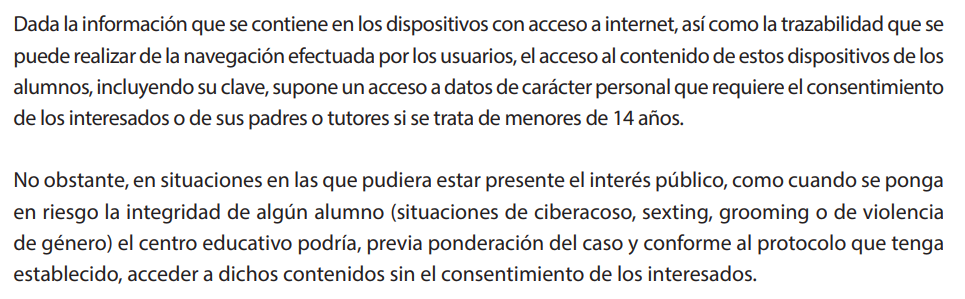 Dada la información que se contiene en los dispositivos con acceso a internet, así como la trazabilidad que se
puede realizar de la navegación efectuada por los usuarios, el acceso al contenido de estos dispositivos de los
alumnos, incluyendo su clave, supone un acceso a datos de carácter personal que requiere el consentimiento
de los interesados o de sus padres o tutores si se trata de menores de 14 años.
No obstante, en situaciones en las que pudiera estar presente el interés público, como cuando se ponga
en riesgo la integridad de algún alumno (situaciones de ciberacoso, sexting, grooming o de violencia
de género) el centro educativo podría, previa ponderación del caso y conforme al protocolo que tenga
establecido, acceder a dichos contenidos sin el consentimiento de los interesados.